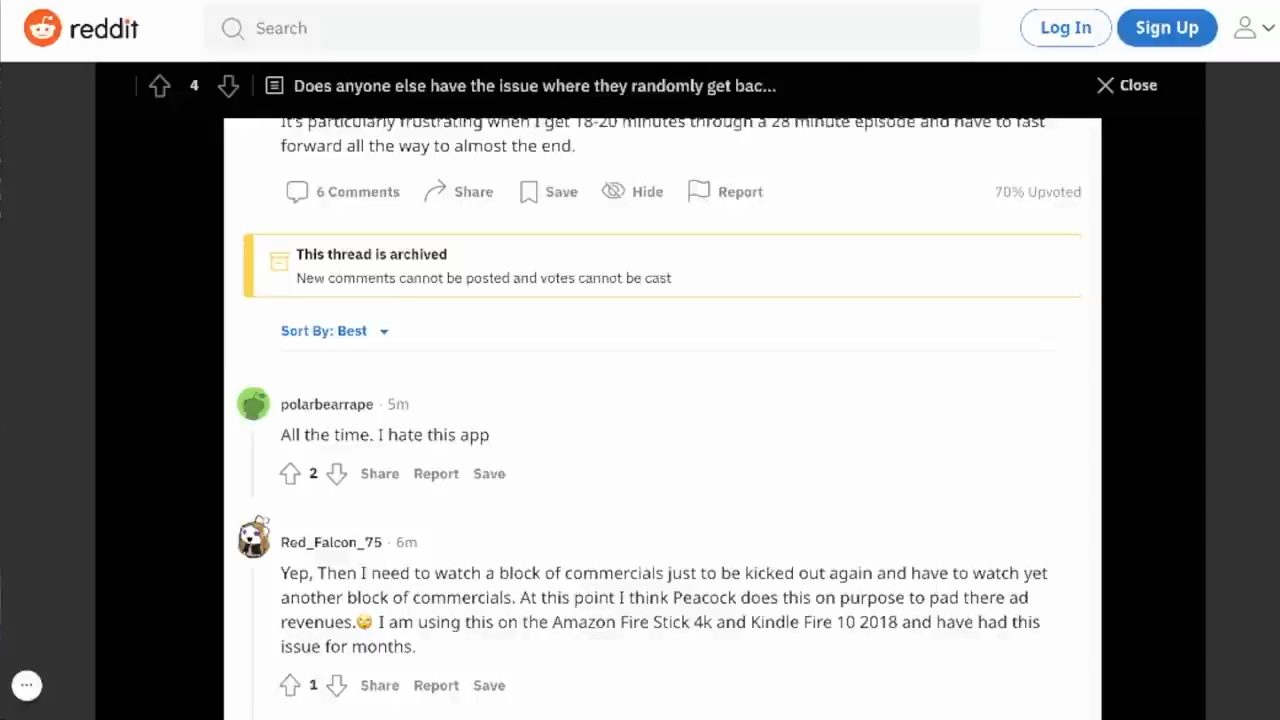 reddit
Search
Log In
Sign Up
4
Does anyone else have the issue where they randomly get bac...
Close
It's particularly frustrating when I get 18-20 minutes through a 28 minute episode and have to fast
forward all the way to almost the end.
6 Comments
Share
Save
Hide
Report
70% Upvoted
This thread is archived
New comments cannot be posted and votes cannot be cast
Sort By: Best
polarbearrape · 5m
All the time. I hate this app
2
Share
Report
Save
Red_Falcon_75 · 6m
Yep, Then I need to watch a block of commercials just to be kicked out again and have to watch yet
another block of commercials. At this point I think Peacock does this on purpose to pad there ad
revenues.🙄 I am using this on the Amazon Fire Stick 4k and Kindle Fire 10 2018 and have had this
issue for months.
1
Share
Report
Save